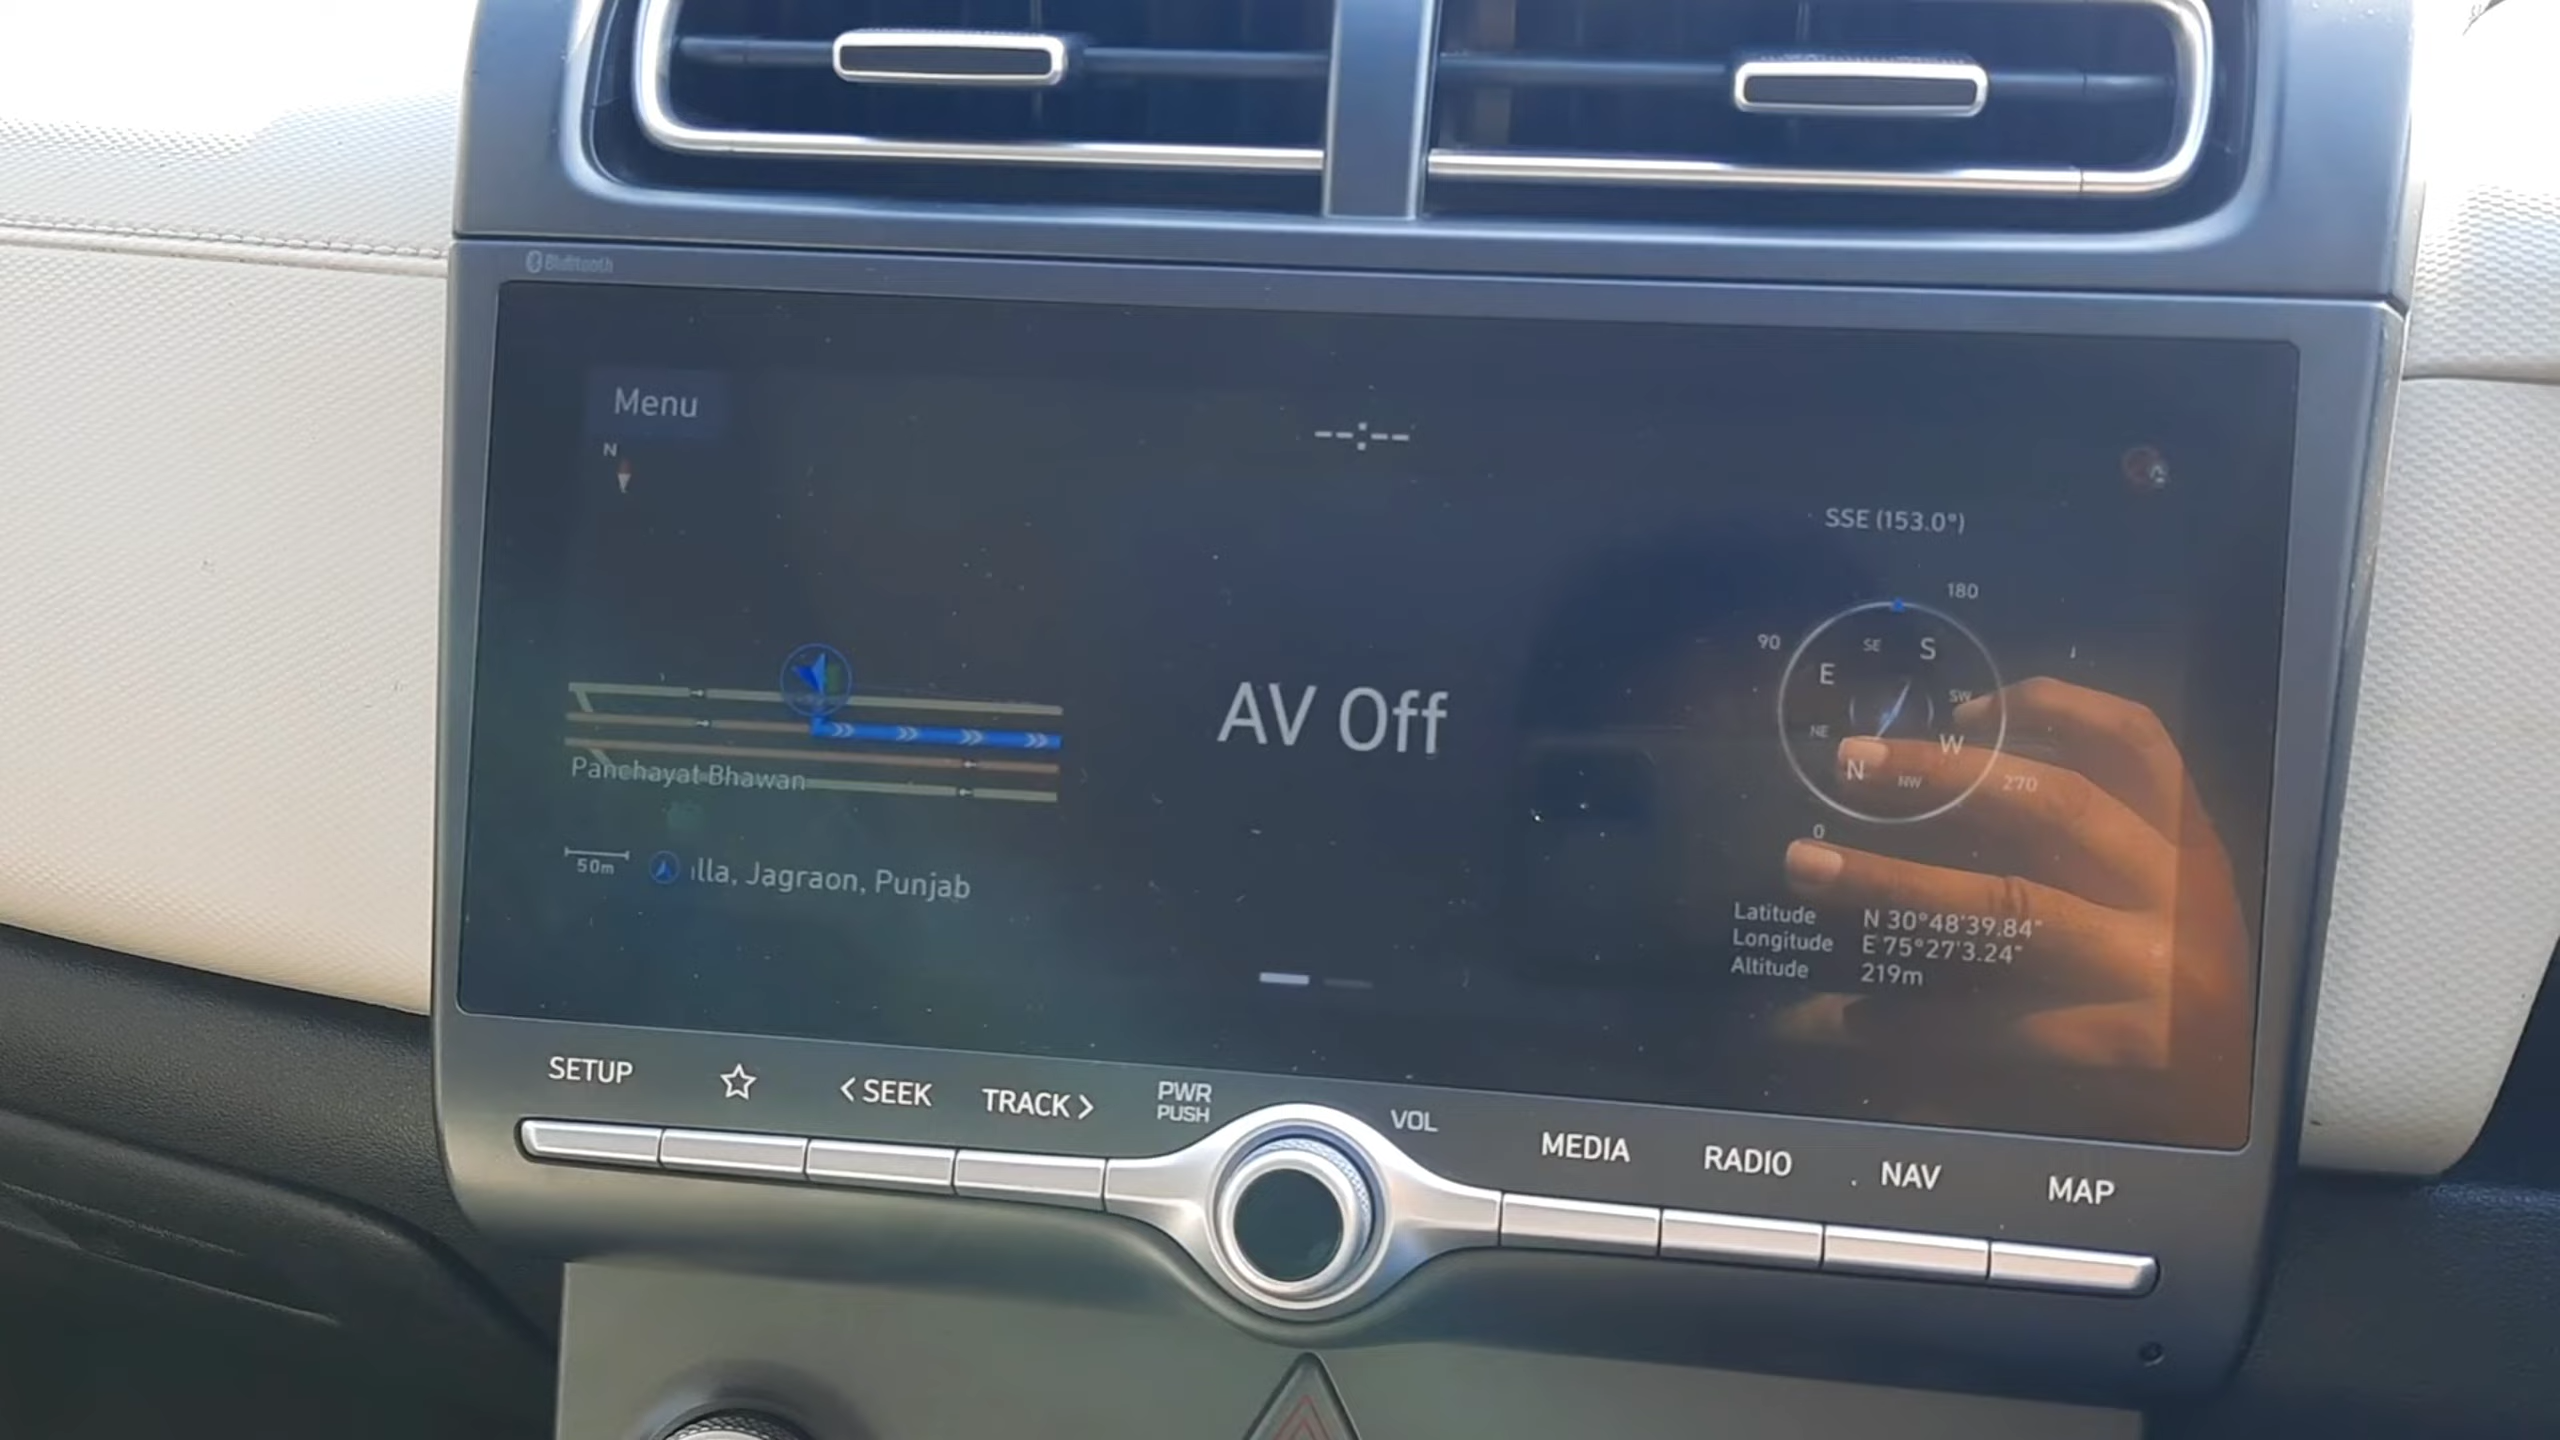 Bluetooth
Menu
N
--:--
SSE (153.0°)
180
90
SE
S
E
SW
NE
W
N
NW
270
0
AV Off
Panchayat Bhawan
50m
illa, Jagraon, Punjab
Latitude N 30°48'39.84"
Longitude E 75°27'3.24"
Altitude 219m
SETUP
< SEEK
TRACK >
PWR
PUSH
VOL
MEDIA
RADIO
NAV
MAP